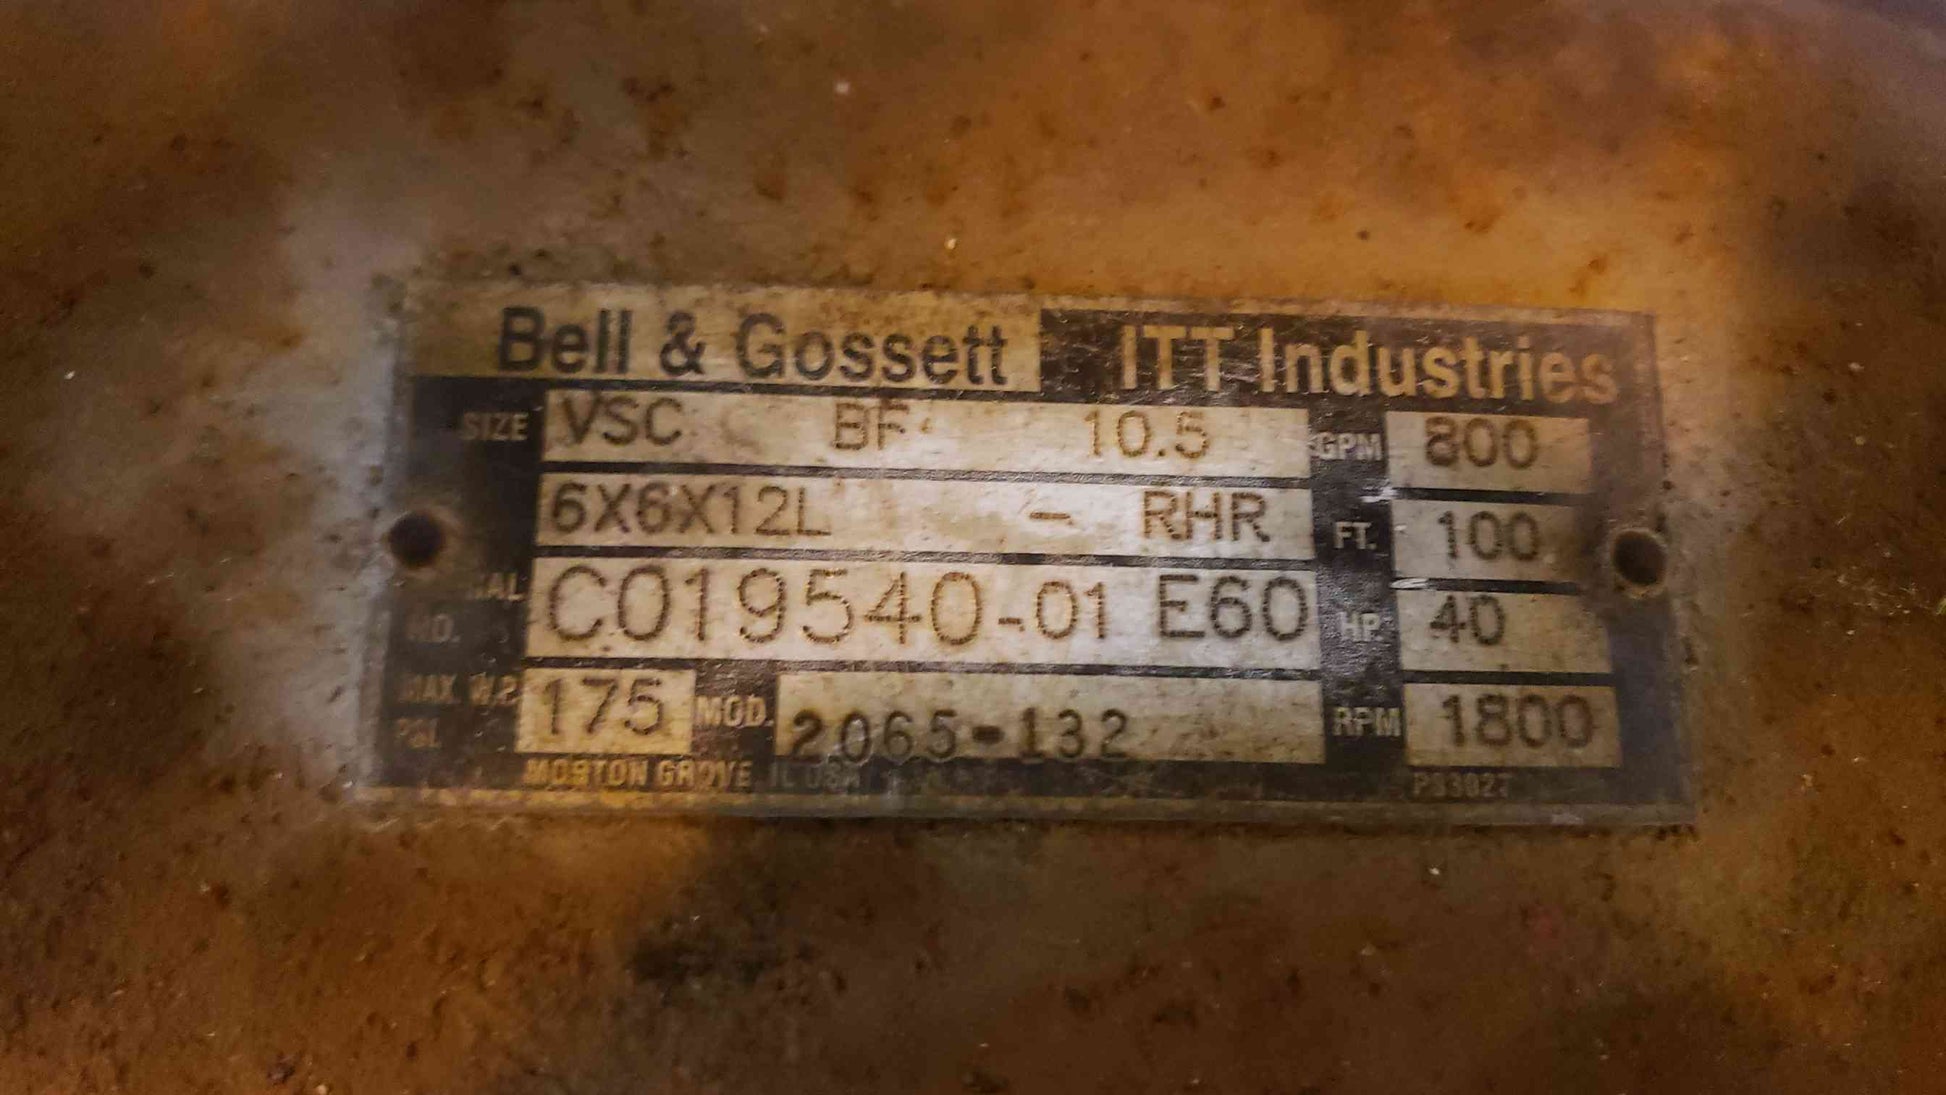 Bell & Gossett ITT Industries
SIZE VSC BF 10.5 GPM 800
6X6X12L - RHR FT. 100
NO. C019540-01 E60 HP 40
MAX. W.P. 175 MOD. 2065-132 RPM 1800
MORTON GROVE IL USA